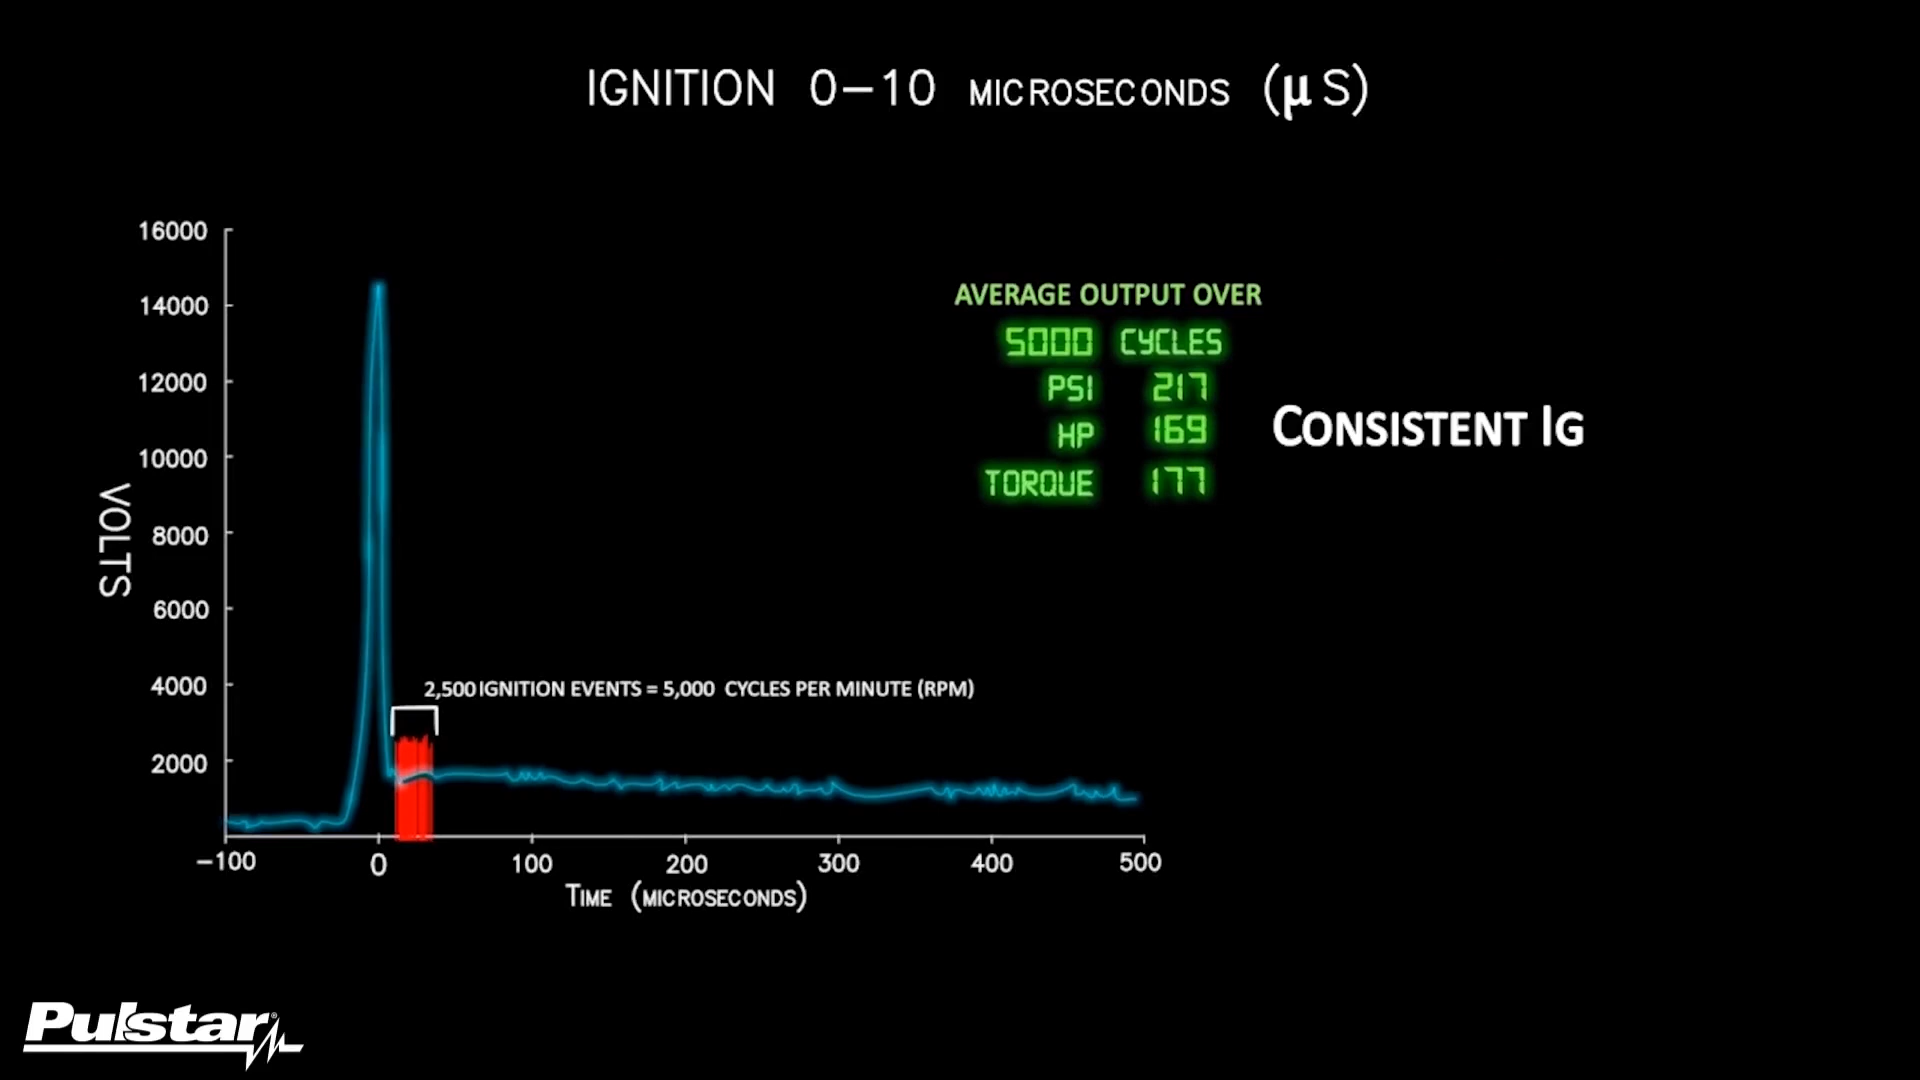 IGNITION 0-10 MICROSECONDS (µS)
16000
14000
12000
10000
8000
6000
4000
2000
VOLTS
AVERAGE OUTPUT OVER
5000 CYCLES
PSI 217
HP 169
TORQUE 177
CONSISTENT IG
2,500 IGNITION EVENTS = 5,000 CYCLES PER MINUTE (RPM)
-100 0 100 200 300 400 500
TIME (MICROSECONDS)
Pulstar®